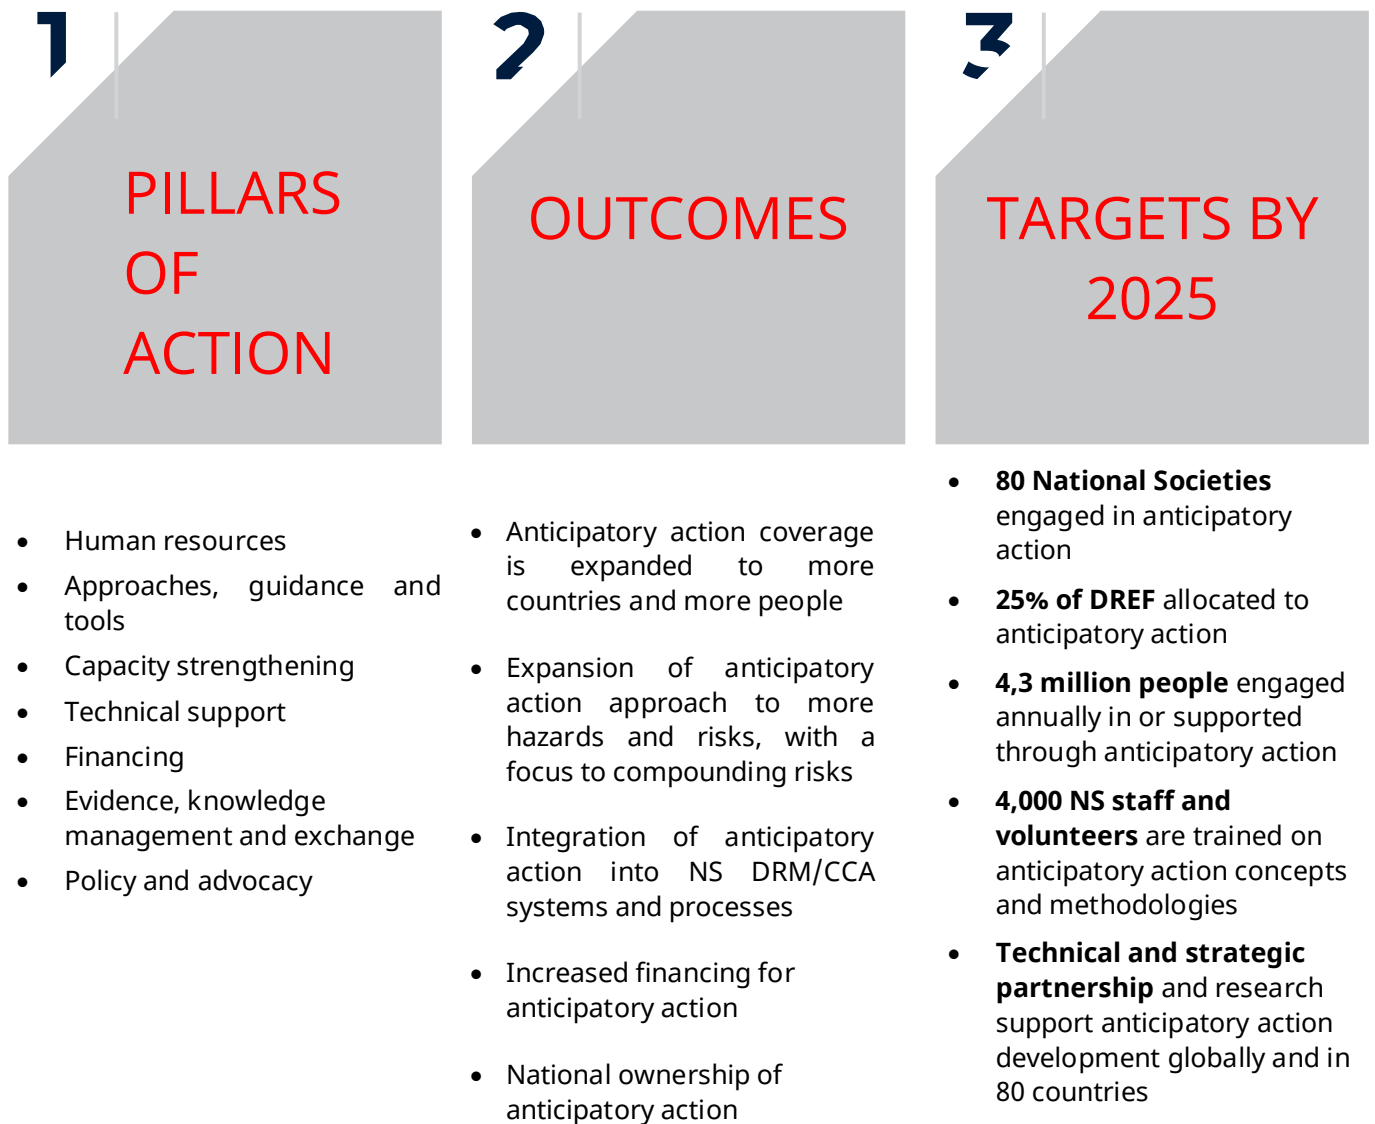 1
PILLARS
OF
ACTION
• Human resources
• Approaches, guidance and
tools
• Capacity strengthening
• Technical support
• Financing
• Evidence, knowledge
management and exchange
• Policy and advocacy
2
OUTCOMES
• Anticipatory action coverage
is expanded to more
countries and more people
• Expansion of anticipatory
action approach to more
hazards and risks, with a
focus to compounding risks
• Integration of anticipatory
action into NS DRM/CCA
systems and processes
• Increased financing for
anticipatory action
• National ownership of
anticipatory action
3
TARGETS BY
2025
• 80 National Societies
engaged in anticipatory
action
• 25% of DREF allocated to
anticipatory action
• 4,3 million people engaged
annually in or supported
through anticipatory action
• 4,000 NS staff and
volunteers are trained on
anticipatory action concepts
and methodologies
• Technical and strategic
partnership and research
support anticipatory action
development globally and in
80 countries